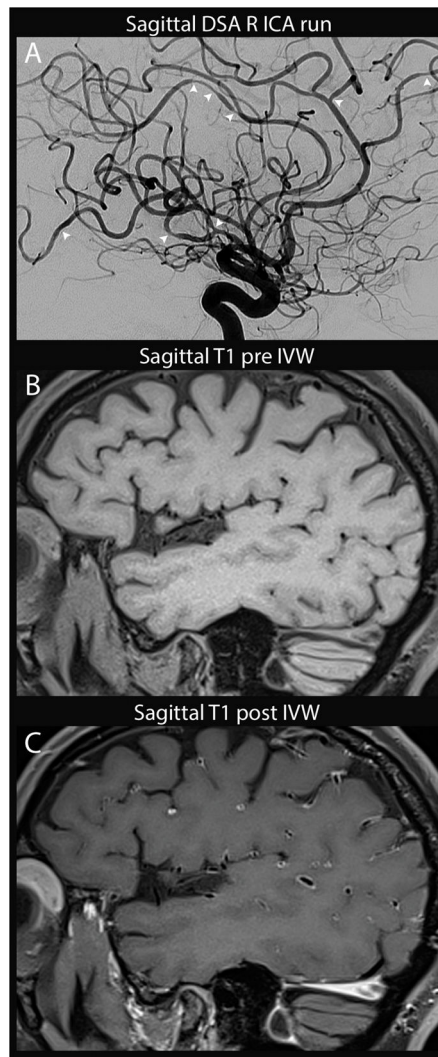 Sagittal DSA R ICA run
A
Sagittal T1 pre IVW
B
Sagittal T1 post IVW
C